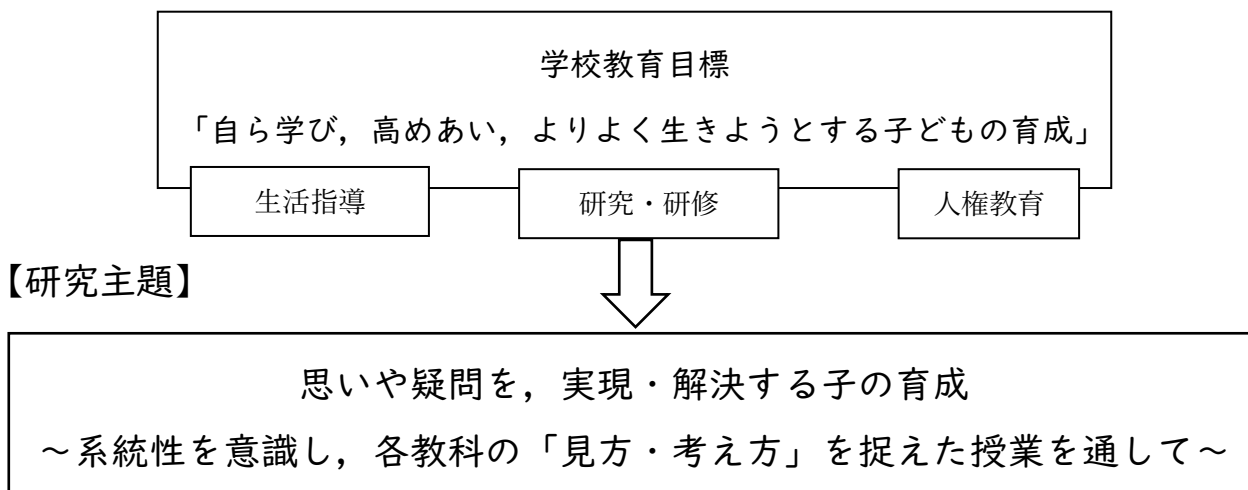 学校教育目標
「自ら学び，高めあい，よりよく生きようとする子どもの育成」
生活指導
研究・研修
人権教育
【研究主題】
思いや疑問を，実現・解決する子の育成
～系統性を意識し，各教科の「見方・考え方」を捉えた授業を通して～